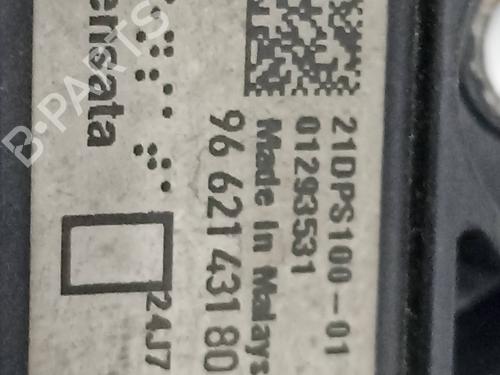 21DPS100-01
01293531
Made In Malays
96 621 431 80
ensata
24J7
B-PARTS